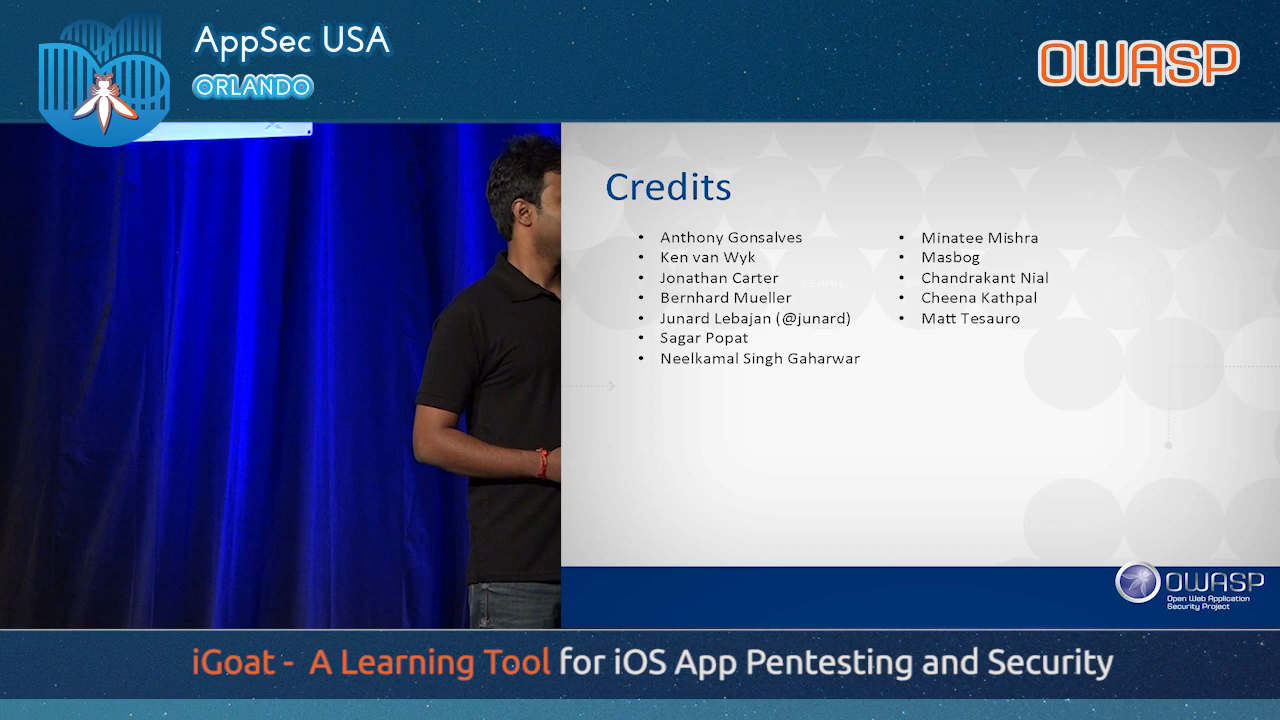 AppSec USA
ORLANDO
OWASP
Credits
• Anthony Gonsalves
• Ken van Wyk
• Jonathan Carter
• Bernhard Mueller
• Junard Lebajan (@junard)
• Sagar Popat
• Neelkamal Singh Gaharwar
• Minatee Mishra
• Masbog
• Chandrakant Nial
• Cheena Kathpal
• Matt Tesauro
OWASP
Open Web Application
Security Project
iGoat - A Learning Tool for iOS App Pentesting and Security